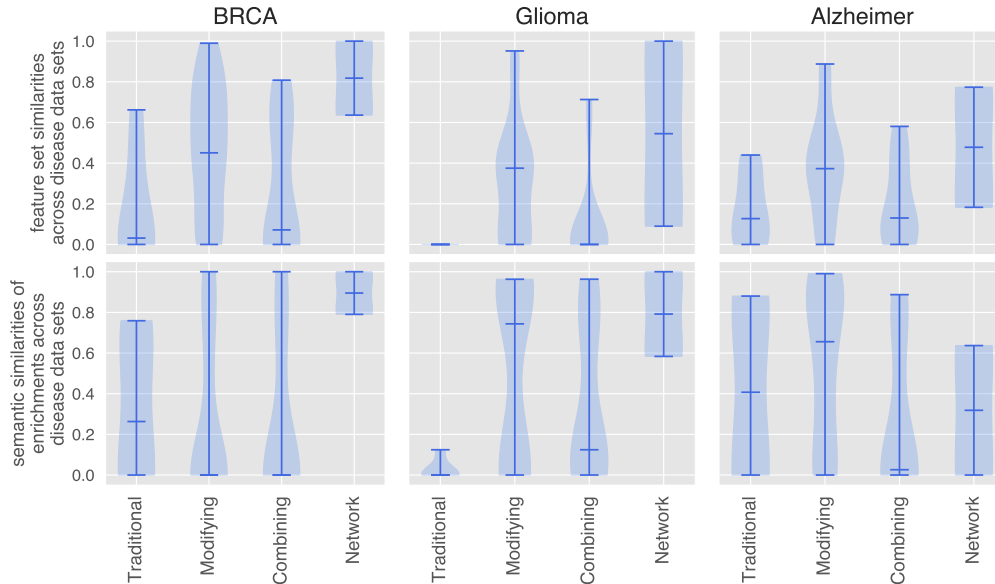 BRCA
Glioma
Alzheimer
feature set similarities
across disease data sets
1.0
0.8
0.6
0.4
0.2
0.0
semantic similarities of
enrichments across
disease data sets
1.0
0.8
0.6
0.4
0.2
0.0
Traditional
Modifying
Combining
Network
Traditional
Modifying
Combining
Network
Traditional
Modifying
Combining
Network